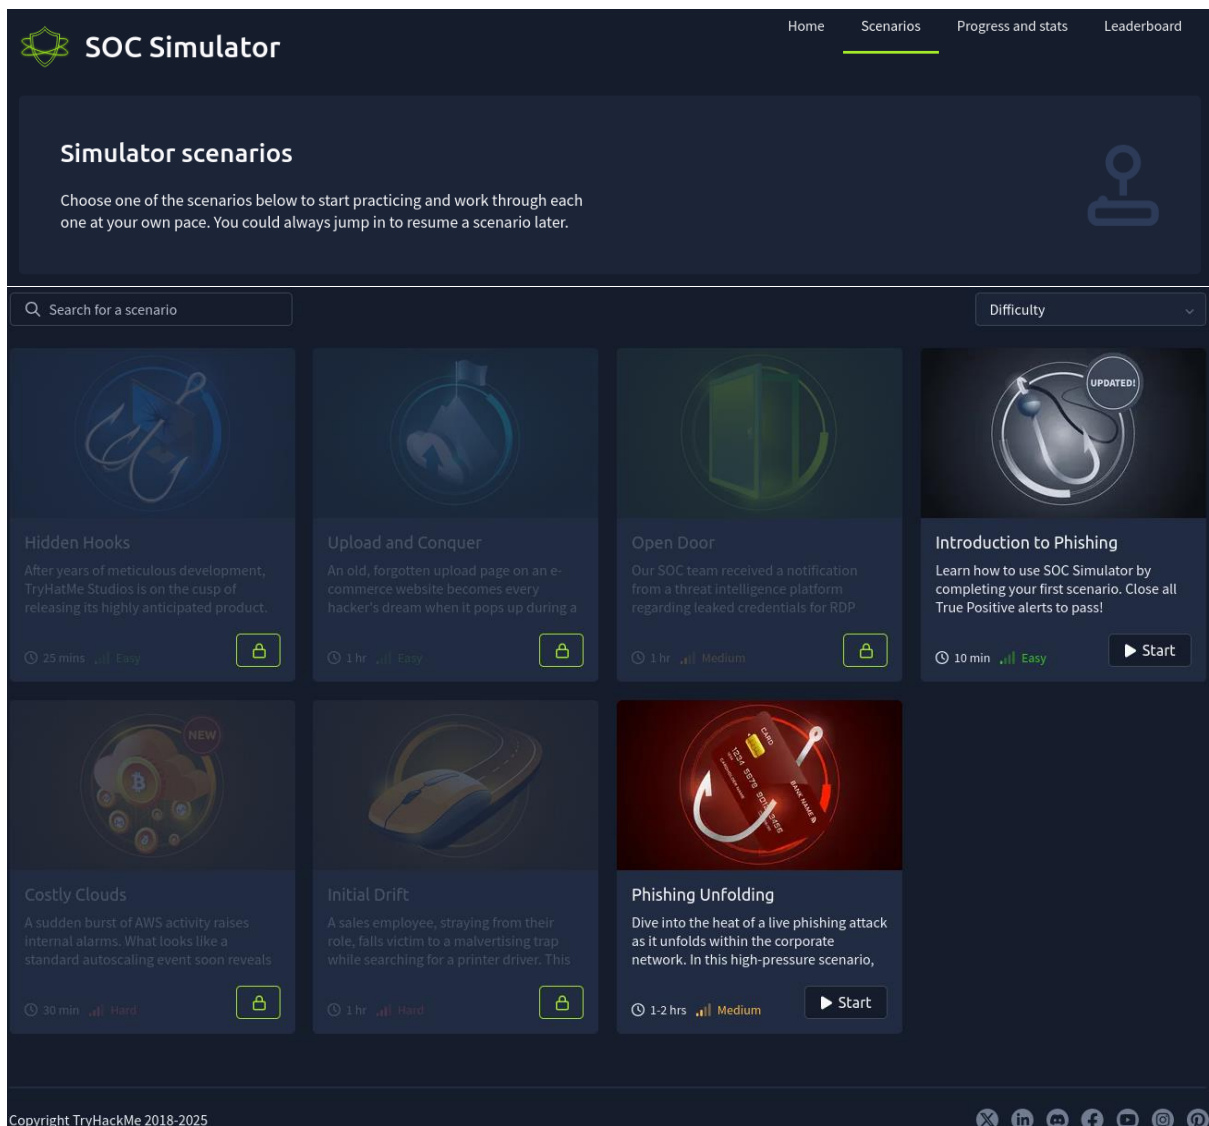 SOC Simulator
Home Scenarios Progress and stats Leaderboard
Simulator scenarios
Choose one of the scenarios below to start practicing and work through each
one at your own pace. You could always jump in to resume a scenario later.
Search for a scenario
Difficulty
Hidden Hooks
After years of meticulous development,
TryHatMe Studios is on the cusp of
releasing its highly anticipated product.
25 mins Easy
Upload and Conquer
An old, forgotten upload page on an e-
commerce website becomes every
hacker's dream when it pops up during a
1 hr Easy
Open Door
Our SOC team received a notification
from a threat intelligence platform
regarding leaked credentials for RDP
1 hr Medium
UPDATED!
Introduction to Phishing
Learn how to use SOC Simulator by
completing your first scenario. Close all
True Positive alerts to pass!
10 min Easy
Start
NEW
Costly Clouds
A sudden burst of AWS activity raises
internal alarms. What looks like a
standard autoscaling event soon reveals
30 min Hard
Initial Drift
A sales employee, straying from their
role, falls victim to a malvertising trap
while searching for a printer driver. This
1 hr Hard
CARD
1234 5678 9012 3456
BANK NAME
Phishing Unfolding
Dive into the heat of a live phishing attack
as it unfolds within the corporate
network. In this high-pressure scenario,
1-2 hrs Medium
Start
Copyright TryHackMe 2018-2025